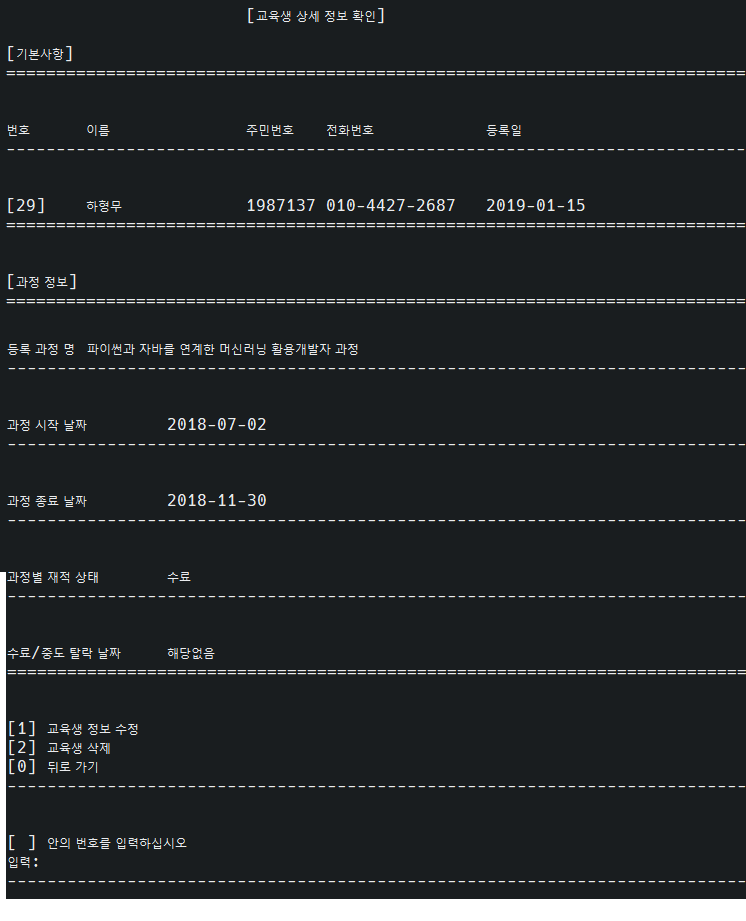 [교육생 상세 정보 확인]
[기본사항]
==========================================================================
번호 이름 주민번호 전화번호 등록일
--------------------------------------------------------------------------
[29] 하형무 1987137 010-4427-2687 2019-01-15
==========================================================================
[과정 정보]
==========================================================================
등록 과정 명 파이썬과 자바를 연계한 머신러닝 활용개발자 과정
--------------------------------------------------------------------------
과정 시작 날짜 2018-07-02
--------------------------------------------------------------------------
과정 종료 날짜 2018-11-30
--------------------------------------------------------------------------
과정별 재적 상태 수료
--------------------------------------------------------------------------
수료/중도 탈락 날짜 해당없음
==========================================================================
[1] 교육생 정보 수정
[2] 교육생 삭제
[0] 뒤로 가기
--------------------------------------------------------------------------
[ ] 안의 번호를 입력하십시오
입력:
--------------------------------------------------------------------------